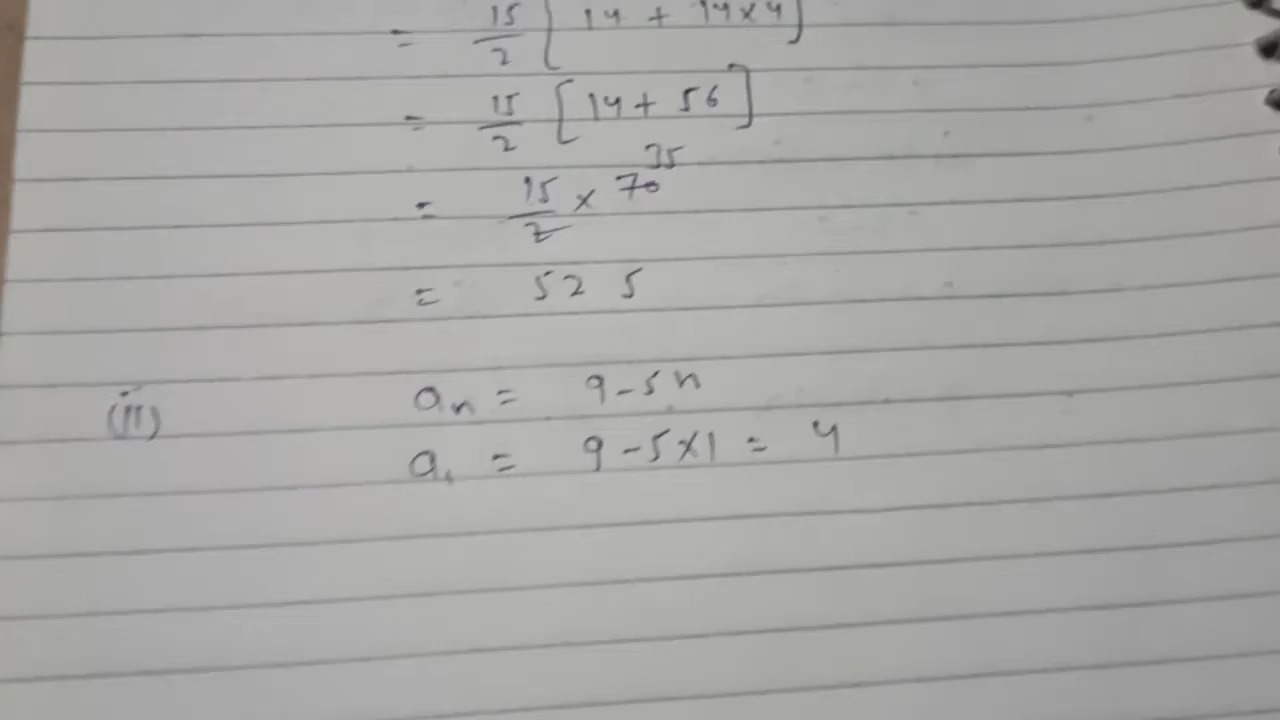 = 15/2 [14 + 14×4]
= 15/2 [14 + 56]
= 15/2 × 70 35
= 525
(ii) aₙ = 9 - 5n
a₁ = 9 - 5×1 = 4